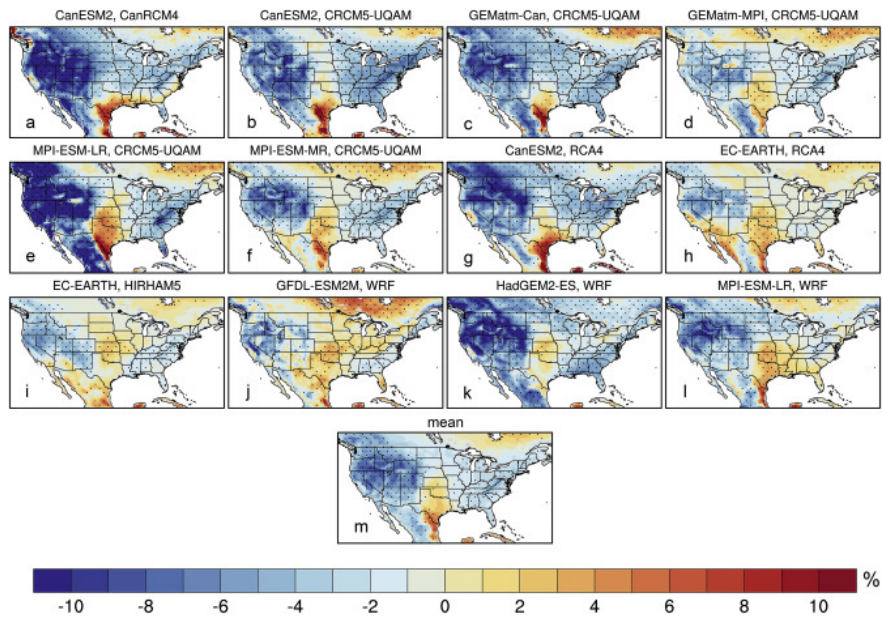 CanESM2, CanRCM4
CanESM2, CRCM5-UQAM
GEMatm-Can, CRCM5-UQAM
GEMatm-MPI, CRCM5-UQAM
a
b
c
d
MPI-ESM-LR, CRCM5-UQAM
MPI-ESM-MR, CRCM5-UQAM
CanESM2, RCA4
EC-EARTH, RCA4
e
f
g
h
EC-EARTH, HIRHAM5
GFDL-ESM2M, WRF
HadGEM2-ES, WRF
MPI-ESM-LR, WRF
i
j
k
l
mean
m
%
-10 -8 -6 -4 -2 0 2 4 6 8 10